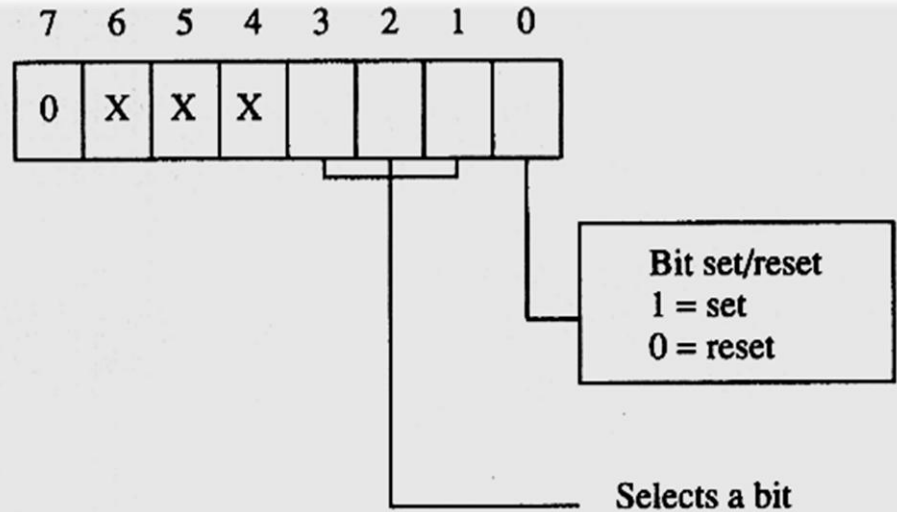 7 6 5 4 3 2 1 0
0 X X X
Bit set/reset
1 = set
0 = reset
Selects a bit